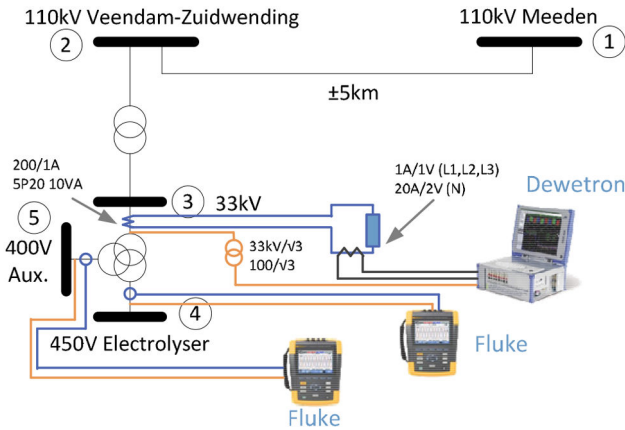 110kV Veendam-Zuidwending
110kV Meeden
2
1
±5km
200/1A
5P20 10VA
1A/1V (L1,L2,L3)
20A/2V (N)
Dewetron
3
33kV
5
400V
Aux.
33kV/√3
100/√3
4
450V Electrolyser
Fluke
Fluke